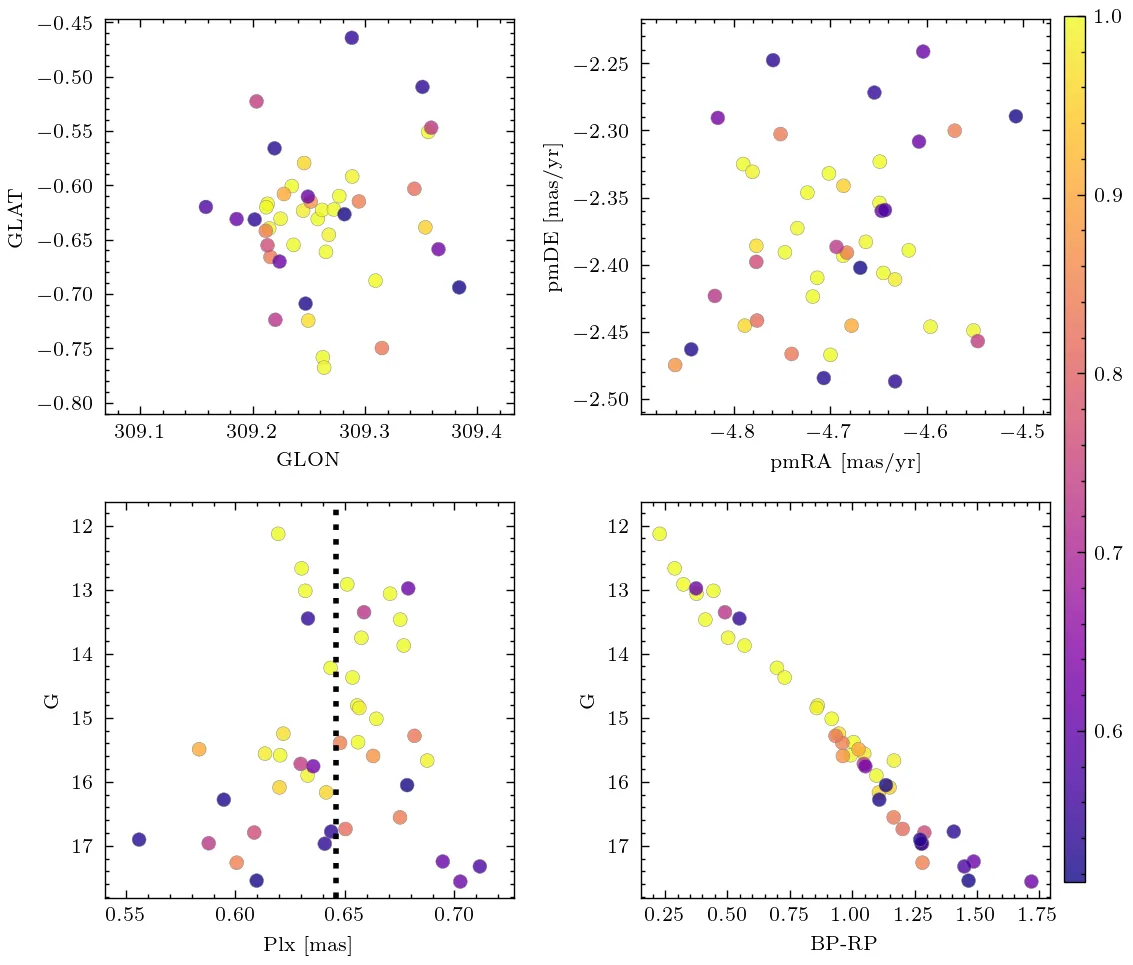 −0.45
−0.50
−0.55
−0.60
−0.65
−0.70
−0.75
−0.80
GLAT
309.1 309.2 309.3 309.4
GLON
−2.25
−2.30
−2.35
−2.40
−2.45
−2.50
pmDE [mas/yr]
−4.8 −4.7 −4.6 −4.5
pmRA [mas/yr]
1.0
0.9
0.8
0.7
0.6
12
13
14
15
16
17
G
0.55 0.60 0.65 0.70
Plx [mas]
12
13
14
15
16
17
G
0.25 0.50 0.75 1.00 1.25 1.50 1.75
BP-RP